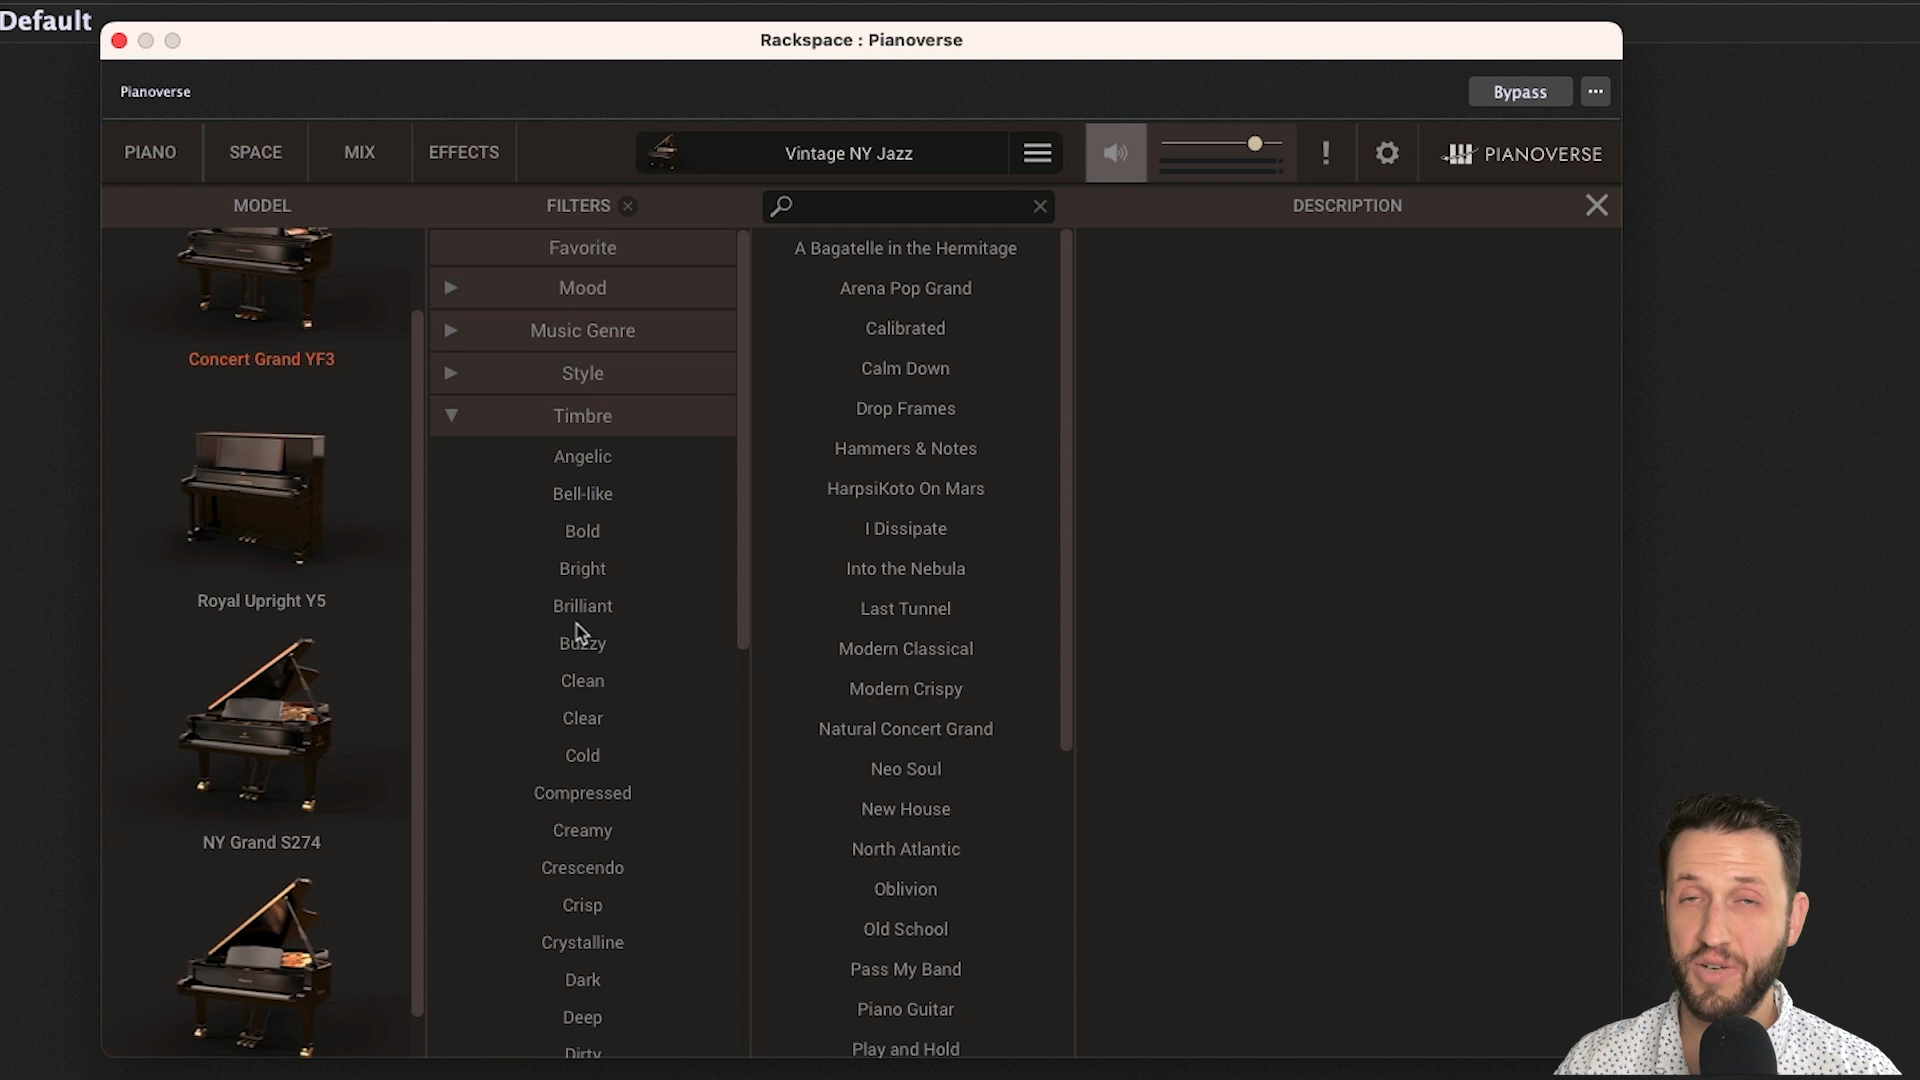 Default
Rackspace : Pianoverse
Pianoverse
Bypass
...
PIANO
SPACE
MIX
EFFECTS
Vintage NY Jazz
!
PIANOVERSE
MODEL
FILTERS
DESCRIPTION
Concert Grand YF3
Royal Upright Y5
NY Grand S274
Favorite
Mood
Music Genre
Style
Timbre
Angelic
Bell-like
Bold
Bright
Brilliant
Buzzy
Clean
Clear
Cold
Compressed
Creamy
Crescendo
Crisp
Crystalline
Dark
Deep
Dirty
A Bagatelle in the Hermitage
Arena Pop Grand
Calibrated
Calm Down
Drop Frames
Hammers & Notes
HarpsiKoto On Mars
I Dissipate
Into the Nebula
Last Tunnel
Modern Classical
Modern Crispy
Natural Concert Grand
Neo Soul
New House
North Atlantic
Oblivion
Old School
Pass My Band
Piano Guitar
Play and Hold